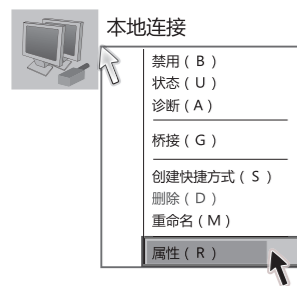 本地连接
禁用 ( B )
状态 ( U )
诊断 ( A )
桥接 ( G )
创建快捷方式 ( S )
删除 ( D )
重命名 ( M )
属性 ( R )